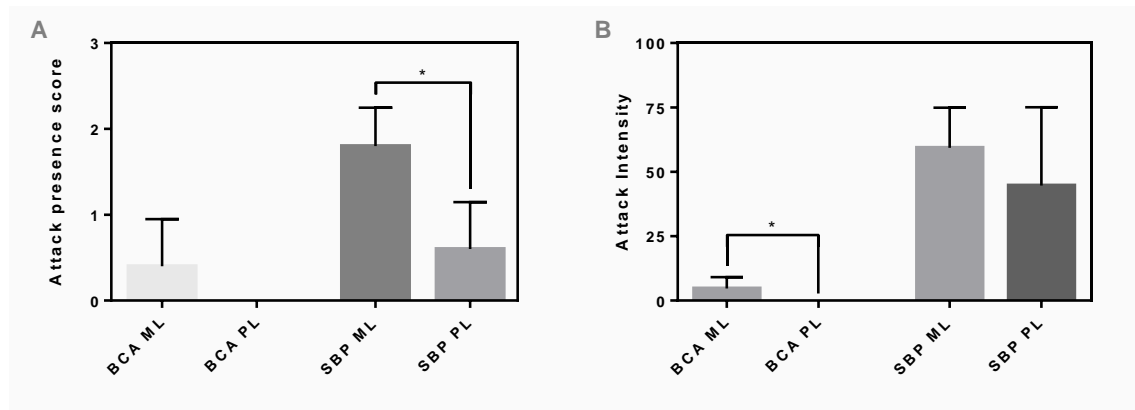 A
Attack presence score
3
2
1
0
*
BCA ML
BCA PL
SBP ML
SBP PL
B
Attack Intensity
100
75
50
25
0
*
BCA ML
BCA PL
SBP ML
SBP PL